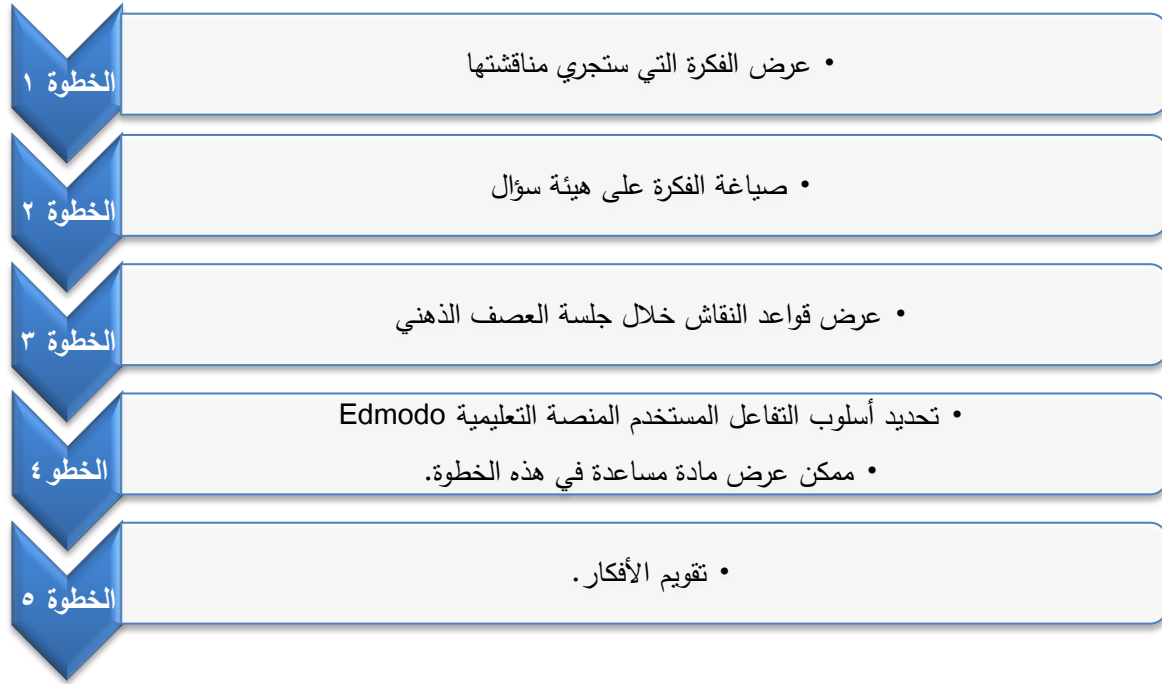 الخطوة ١
• عرض الفكرة التي ستجري مناقشتها
الخطوة ٢
• صياغة الفكرة على هيئة سؤال
الخطوة ٣
• عرض قواعد النقاش خلال جلسة العصف الذهني
الخطو ٤
• تحديد أسلوب التفاعل المستخدم المنصة التعليمية Edmodo
• ممكن عرض مادة مساعدة في هذه الخطوة.
الخطوة ٥
• تقويم الأفكار.